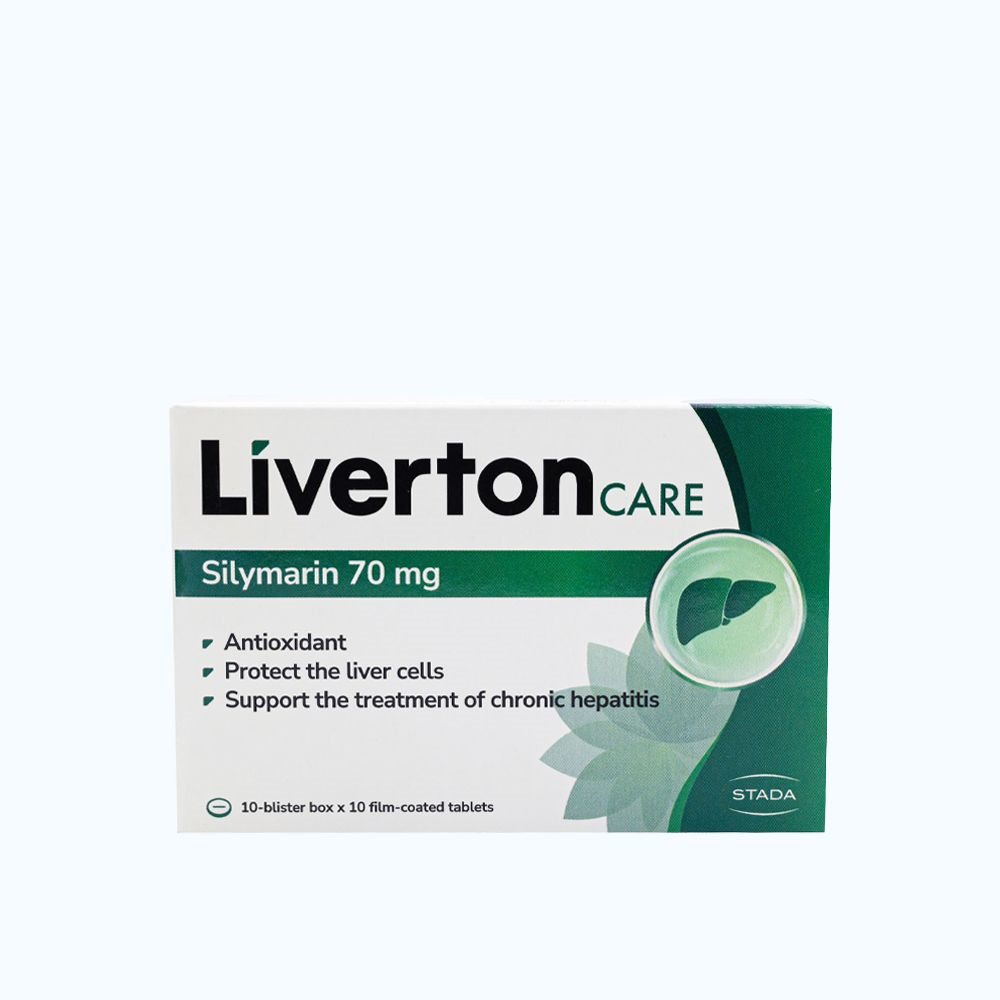 Liverton CARE
Silymarin 70 mg
Antioxidant
Protect the liver cells
Support the treatment of chronic hepatitis
10-blister box x 10 film-coated tablets
STADA